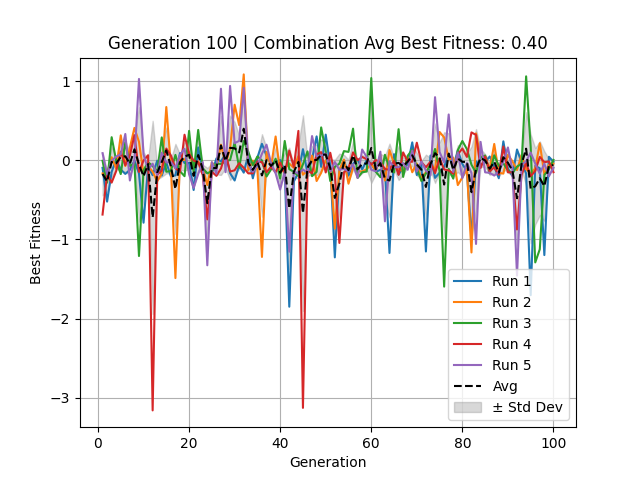 Generation 100 | Combination Avg Best Fitness: 0.40
1
0
−1
−2
−3
Best Fitness
0
20
40
60
80
100
Generation
Run 1
Run 2
Run 3
Run 4
Run 5
Avg
± Std Dev